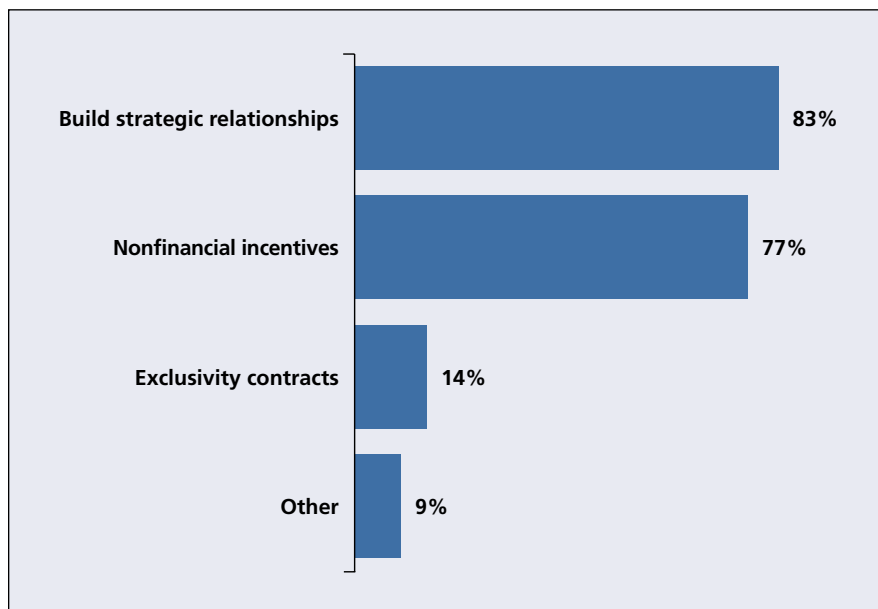 Build strategic relationships 83%
Nonfinancial incentives 77%
Exclusivity contracts 14%
Other 9%